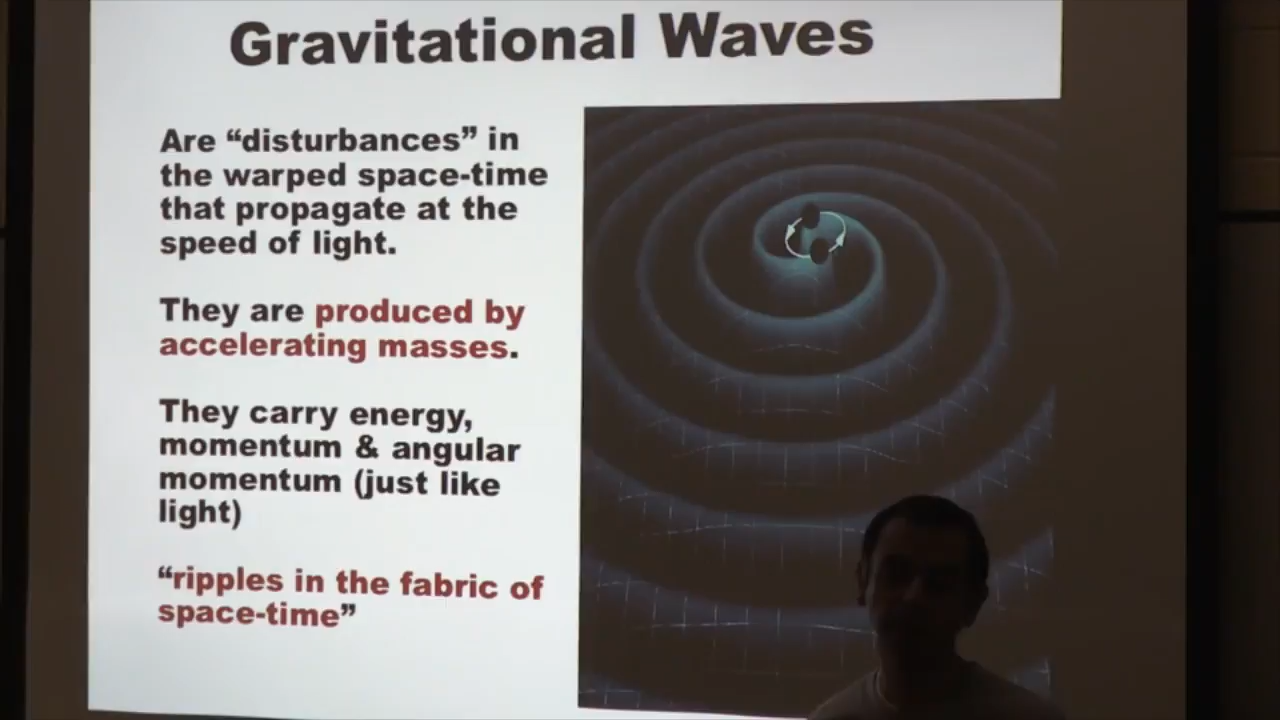 Gravitational Waves
Are “disturbances” in
the warped space-time
that propagate at the
speed of light.
They are produced by
accelerating masses.
They carry energy,
momentum & angular
momentum (just like
light)
“ripples in the fabric of
space-time”